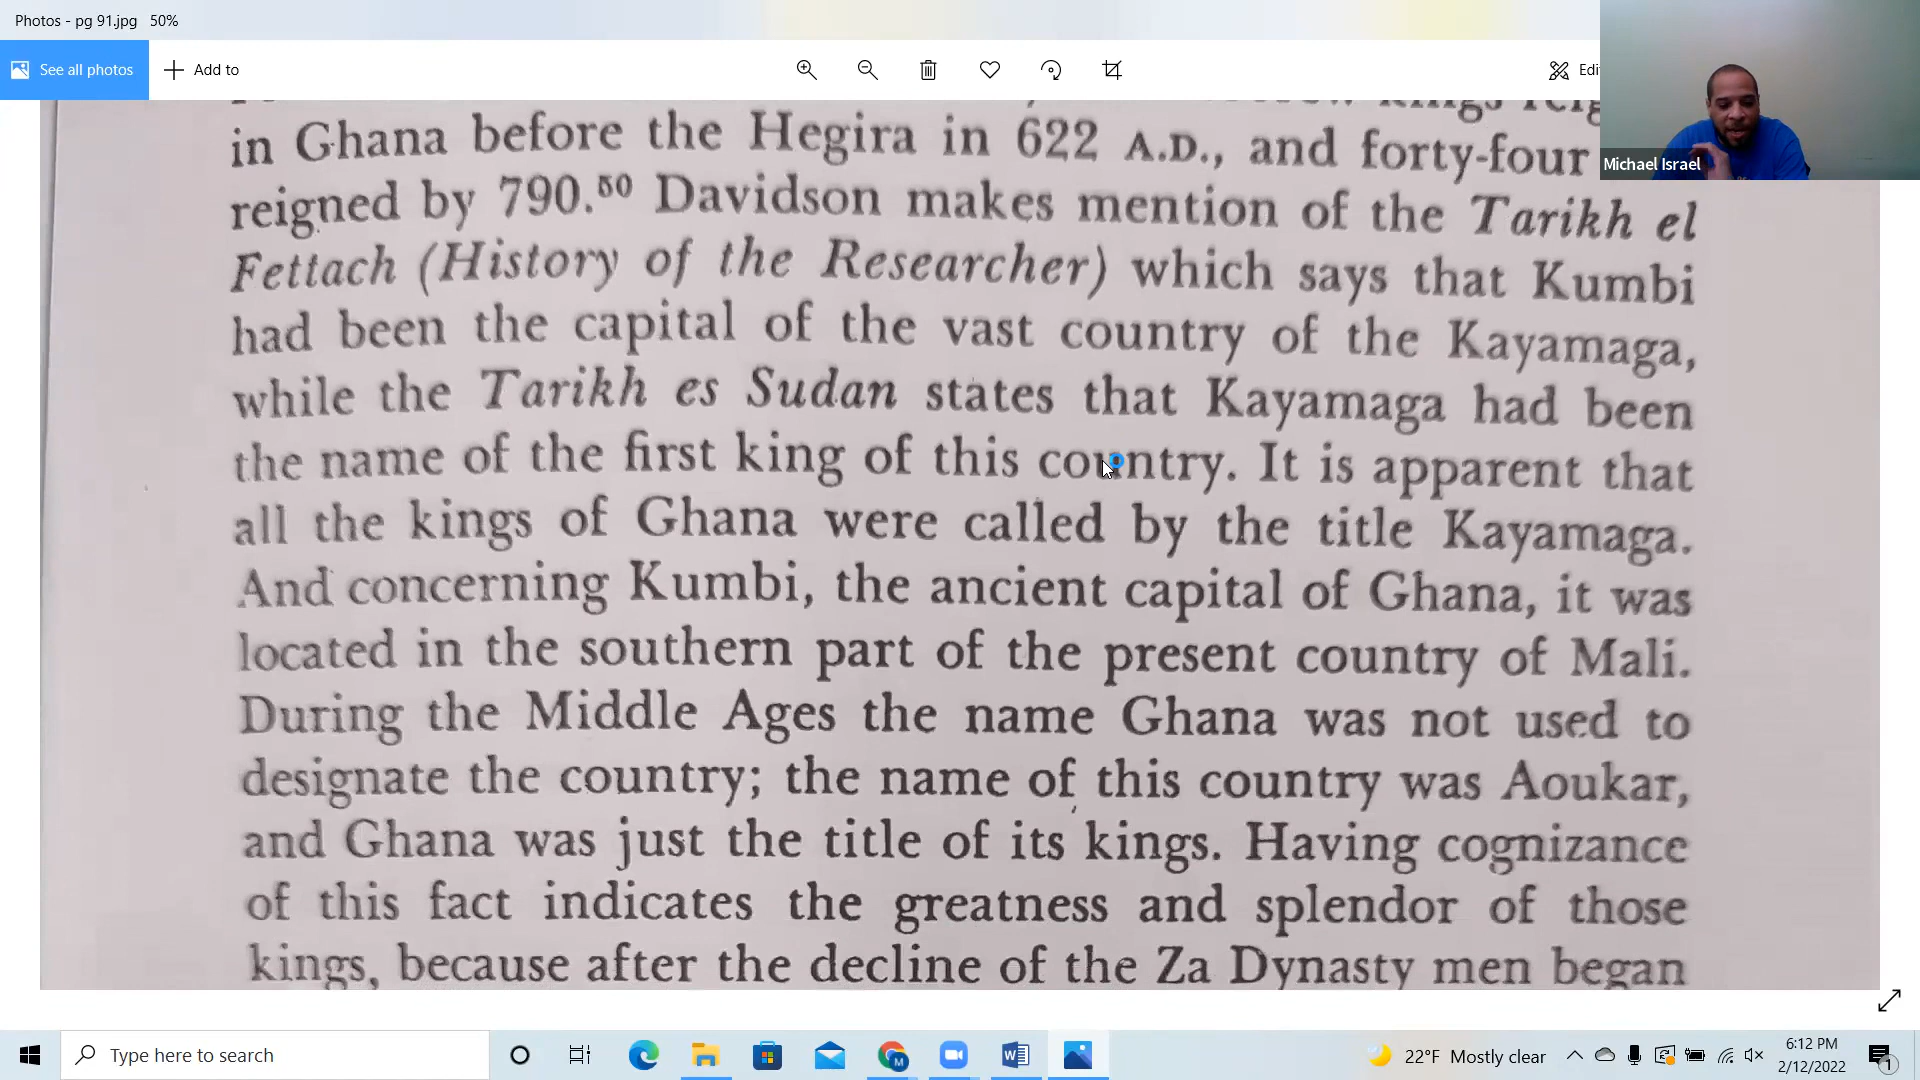 Photos - pg 91.jpg 50%
See all photos
Add to
Michael Israel
in Ghana before the Hegira in 622 A.D., and forty-four
reigned by 790.50 Davidson makes mention of the Tarikh el
Fettach (History of the Researcher) which says that Kumbi
had been the capital of the vast country of the Kayamaga,
while the Tarikh es Sudan states that Kayamaga had been
the name of the first king of this country. It is apparent that
all the kings of Ghana were called by the title Kayamaga.
And concerning Kumbi, the ancient capital of Ghana, it was
located in the southern part of the present country of Mali.
During the Middle Ages the name Ghana was not used to
designate the country; the name of this country was Aoukar,
and Ghana was just the title of its kings. Having cognizance
of this fact indicates the greatness and splendor of those
kings, because after the decline of the Za Dynasty men began
Type here to search
22°F Mostly clear
6:12 PM
2/12/2022
1